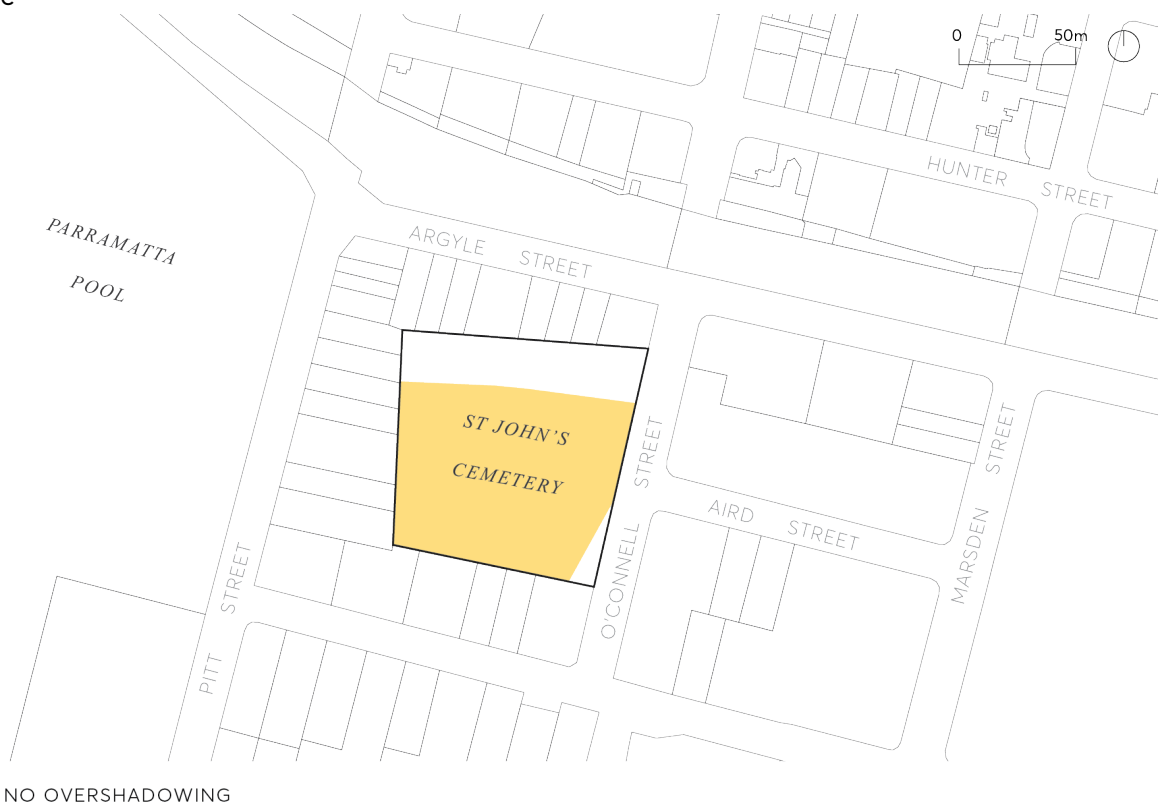 0 50m
HUNTER STREET
PARRAMATTA
POOL
ARGYLE STREET
ST JOHN'S
CEMETERY
STREET
O'CONNELL
AIRD STREET
STREET
MARSDEN
STREET
PITT
NO OVERSHADOWING